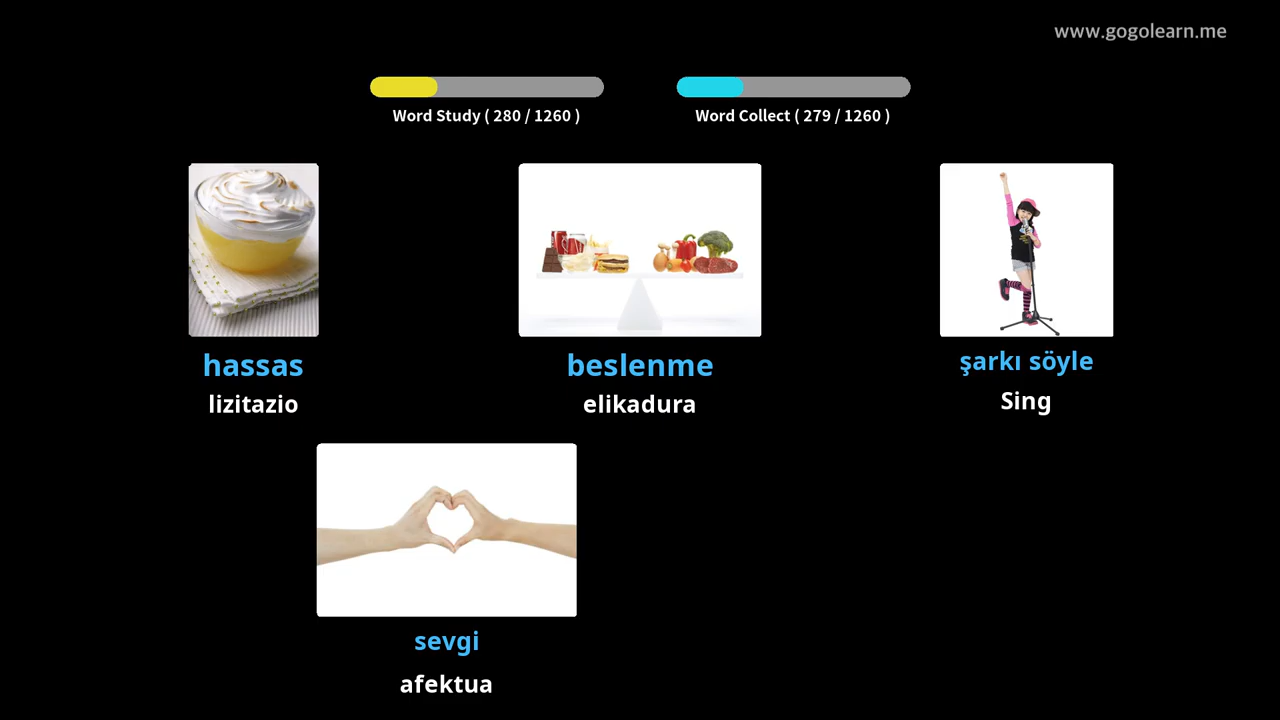 www.gogolearn.me
Word Study ( 280 / 1260 )
Word Collect ( 279 / 1260 )
hassas
lizitazio
beslenme
elikadura
şarkı söyle
Sing
sevgi
afektua